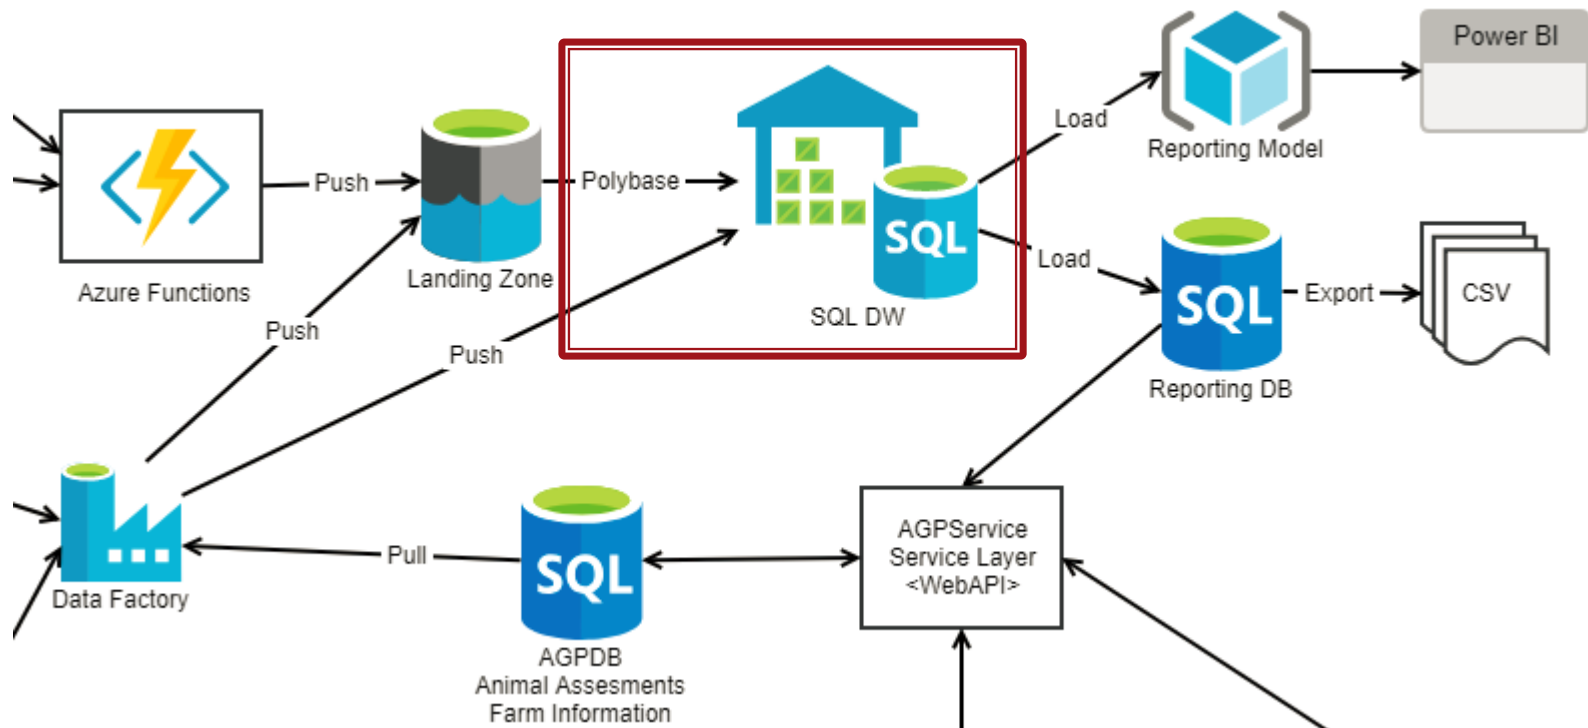 Power BI
Load
Reporting Model
Push
Polybase
SQL
SQL DW
Load
Azure Functions
Landing Zone
SQL
Export
CSV
Reporting DB
Push
Push
Pull
SQL
AGPService
Service Layer
<WebAPI>
Data Factory
AGPDB
Animal Assesments
Farm Information